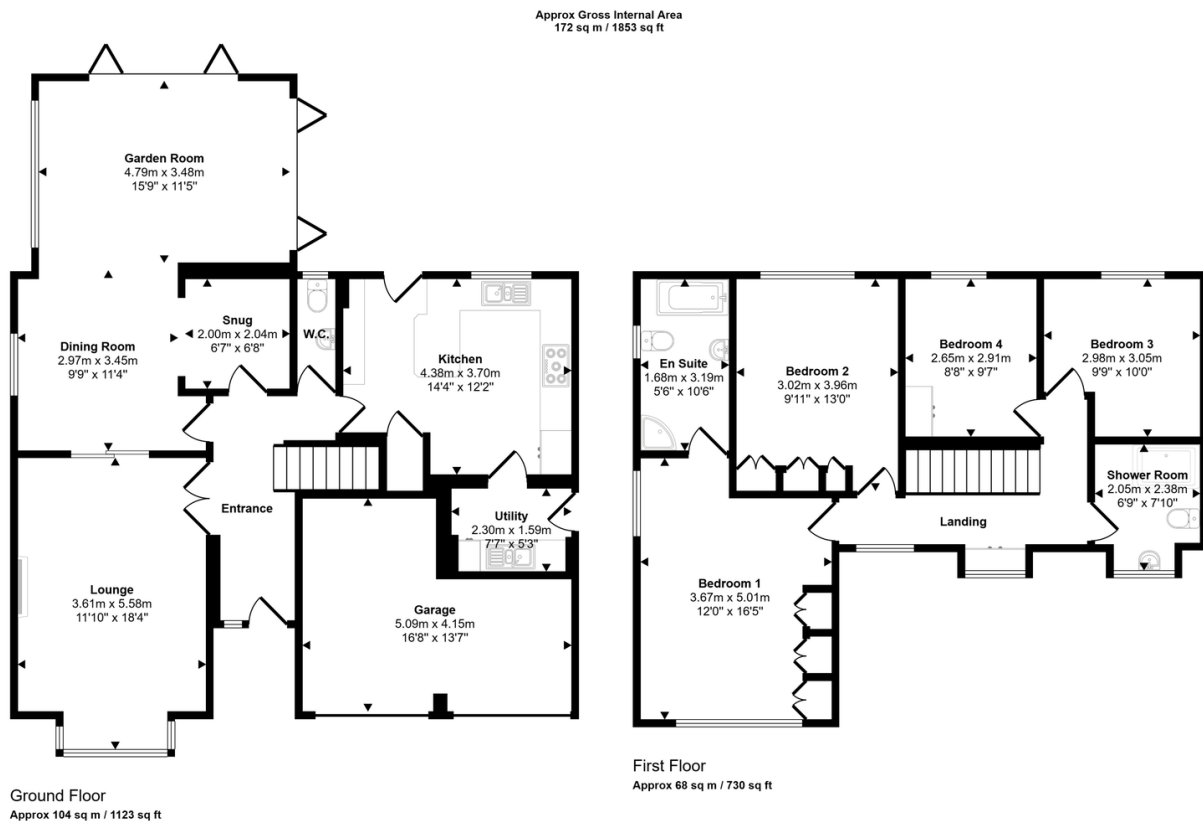 Approx Gross Internal Area
172 sq m / 1853 sq ft
Garden Room
4.79m x 3.48m
15'9" x 11'5"
Snug
2.00m x 2.04m
6'7" x 6'8"
W.C.
Dining Room
2.97m x 3.45m
9'9" x 11'4"
Kitchen
4.38m x 3.70m
14'4" x 12'2"
Entrance
Utility
2.30m x 1.59m
7'7" x 5'3"
Lounge
3.61m x 5.58m
11'10" x 18'4"
Garage
5.09m x 4.15m
16'8" x 13'7"
Ground Floor
Approx 104 sq m / 1123 sq ft
En Suite
1.68m x 3.19m
5'6" x 10'6"
Bedroom 2
3.02m x 3.96m
9'11" x 13'0"
Bedroom 4
2.65m x 2.91m
8'8" x 9'7"
Bedroom 3
2.98m x 3.05m
9'9" x 10'0"
Shower Room
2.05m x 2.38m
6'9" x 7'10"
Landing
Bedroom 1
3.67m x 5.01m
12'0" x 16'5"
First Floor
Approx 68 sq m / 730 sq ft